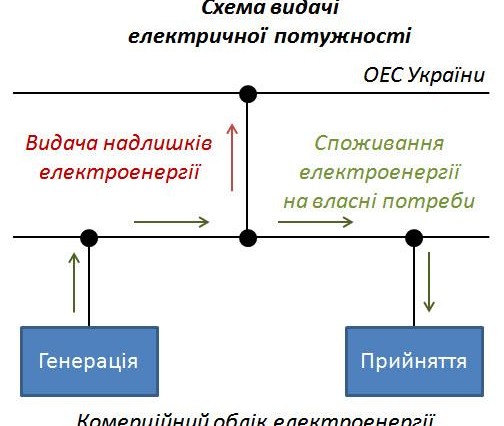 Схема видачі
електричної потужності
ОЕС України
Видача надлишків
електроенергії
Споживання
електроенергії
на власні потреби
Генерація
Прийняття
Комерційний облік електроенергії